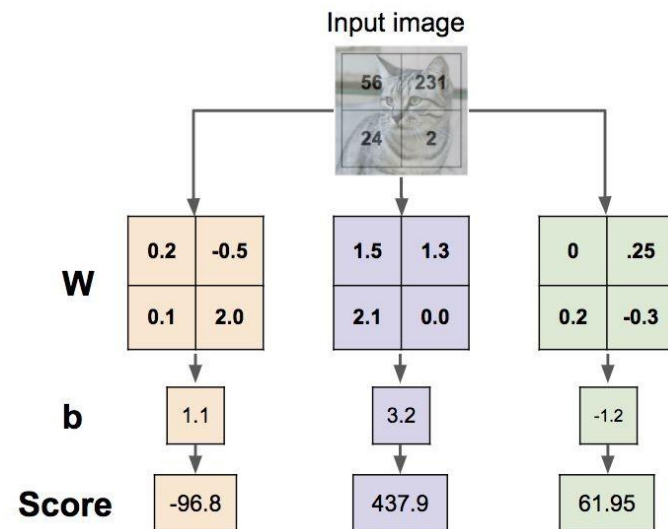 Input image
56 231
24 2
W
0.2 -0.5 1.5 1.3 0 .25
0.1 2.0 2.1 0.0 0.2 -0.3
b 1.1 3.2 -1.2
Score -96.8 437.9 61.95